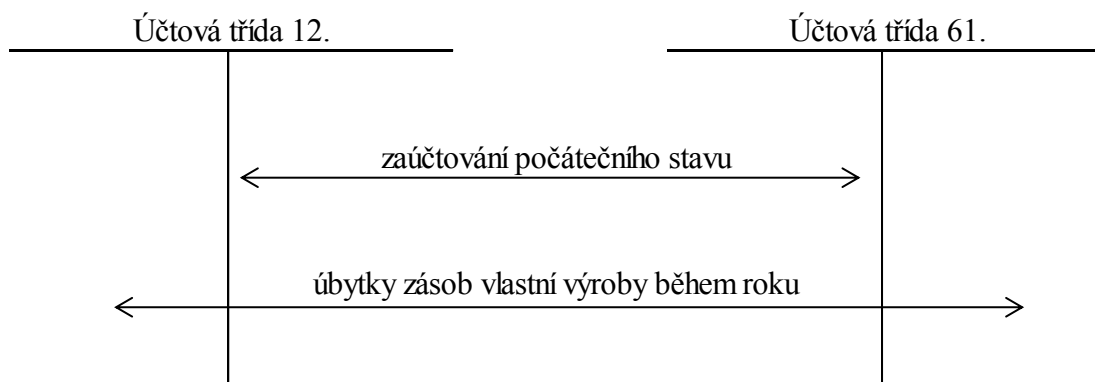 Účtová třída 12.
Účtová třída 61.
zaúčtování počátečního stavu
úbytky zásob vlastní výroby během roku